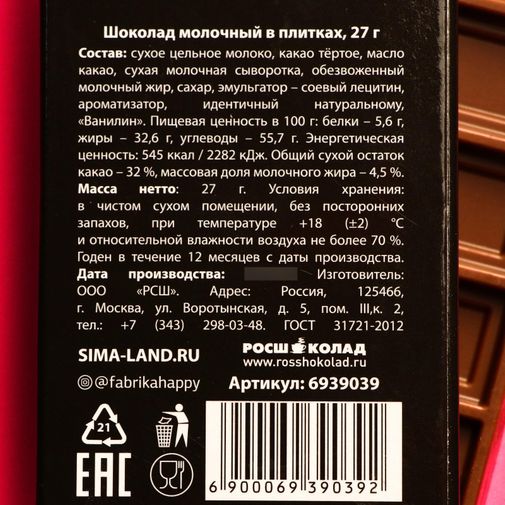 Шоколад молочный в плитках, 27 г
Состав: сухое цельное молоко, какао тёртое, масло
какао, сухая молочная сыворотка, обезвоженный
молочный жир, сахар, эмульгатор – соевый лецитин,
ароматизатор, идентичный натуральному,
«Ванилин». Пищевая ценность в 100 г: белки – 5,6 г,
жиры – 32,6 г, углеводы – 55,7 г. Энергетическая
ценность: 545 ккал / 2282 кДж. Общий сухой остаток
какао – 32 %, массовая доля молочного жира – 4,5 %.
Масса нетто: 27 г. Условия хранения:
в чистом сухом помещении, без посторонних
запахов, при температуре +18 (±2) °С
и относительной влажности воздуха не более 70 %.
Годен в течение 12 месяцев с даты производства.
Дата производства: Изготовитель:
ООО «РСШ». Адрес: Россия, 125466,
г. Москва, ул. Воротынская, д. 5, пом. III,к. 2,
тел.: +7 (343) 298-03-48. ГОСТ 31721-2012
SIMA-LAND.RU
@fabrikahappy
РОСШОКОЛАД
www.rosshokolad.ru
Артикул: 6939039
21
EAC
6 900069 390392